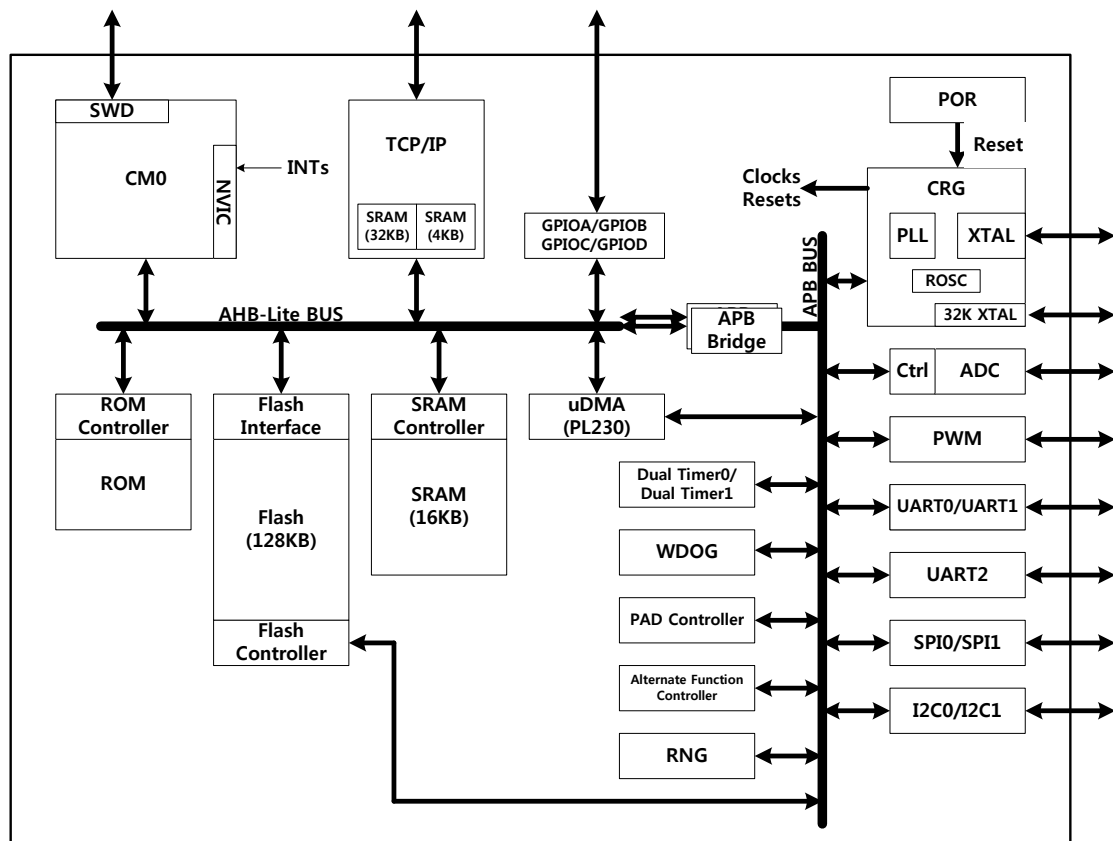 SWD
CM0
NVIC
INTs
TCP/IP
SRAM
(32KB)
SRAM
(4KB)
GPIOA/GPIOB
GPIOC/GPIOD
POR
Reset
Clocks
Resets
CRG
PLL
XTAL
ROSC
32K XTAL
APB BUS
AHB-Lite BUS
APB
Bridge
ROM
Controller
ROM
Flash
Interface
Flash
(128KB)
Flash
Controller
SRAM
Controller
SRAM
(16KB)
uDMA
(PL230)
Ctrl
ADC
PWM
Dual Timer0/
Dual Timer1
UART0/UART1
WDOG
UART2
PAD Controller
SPI0/SPI1
Alternate Function
Controller
I2C0/I2C1
RNG